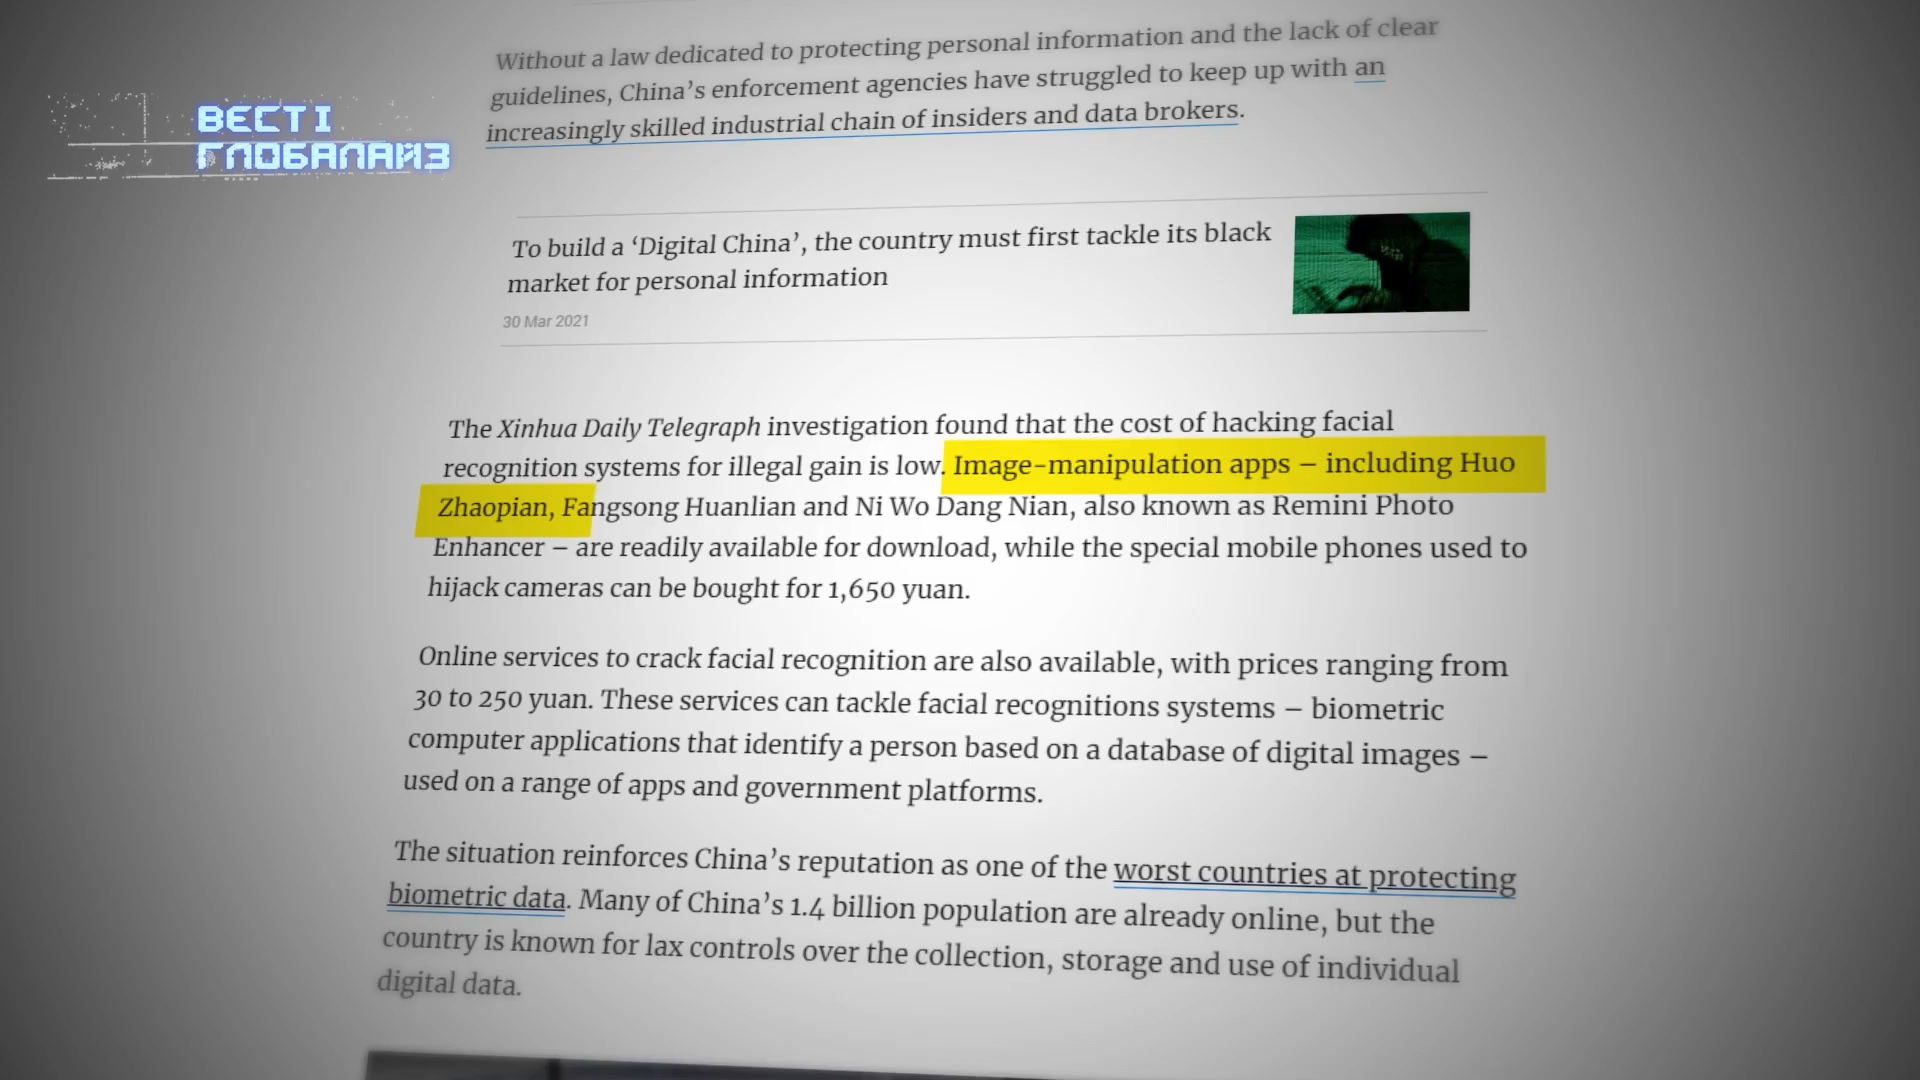 ВЕСТІ
ГЛОБАЛАЙЗ
Without a law dedicated to protecting personal information and the lack of clear
guidelines, China’s enforcement agencies have struggled to keep up with an
increasingly skilled industrial chain of insiders and data brokers.
To build a ‘Digital China’, the country must first tackle its black
market for personal information
30 Mar 2021
The Xinhua Daily Telegraph investigation found that the cost of hacking facial
recognition systems for illegal gain is low. Image-manipulation apps – including Huo
Zhaopian, Fangsong Huanlian and Ni Wo Dang Nian, also known as Remini Photo
Enhancer – are readily available for download, while the special mobile phones used to
hijack cameras can be bought for 1,650 yuan.
Online services to crack facial recognition are also available, with prices ranging from
30 to 250 yuan. These services can tackle facial recognitions systems – biometric
computer applications that identify a person based on a database of digital images –
used on a range of apps and government platforms.
The situation reinforces China’s reputation as one of the worst countries at protecting
biometric data. Many of China’s 1.4 billion population are already online, but the
country is known for lax controls over the collection, storage and use of individual
digital data.